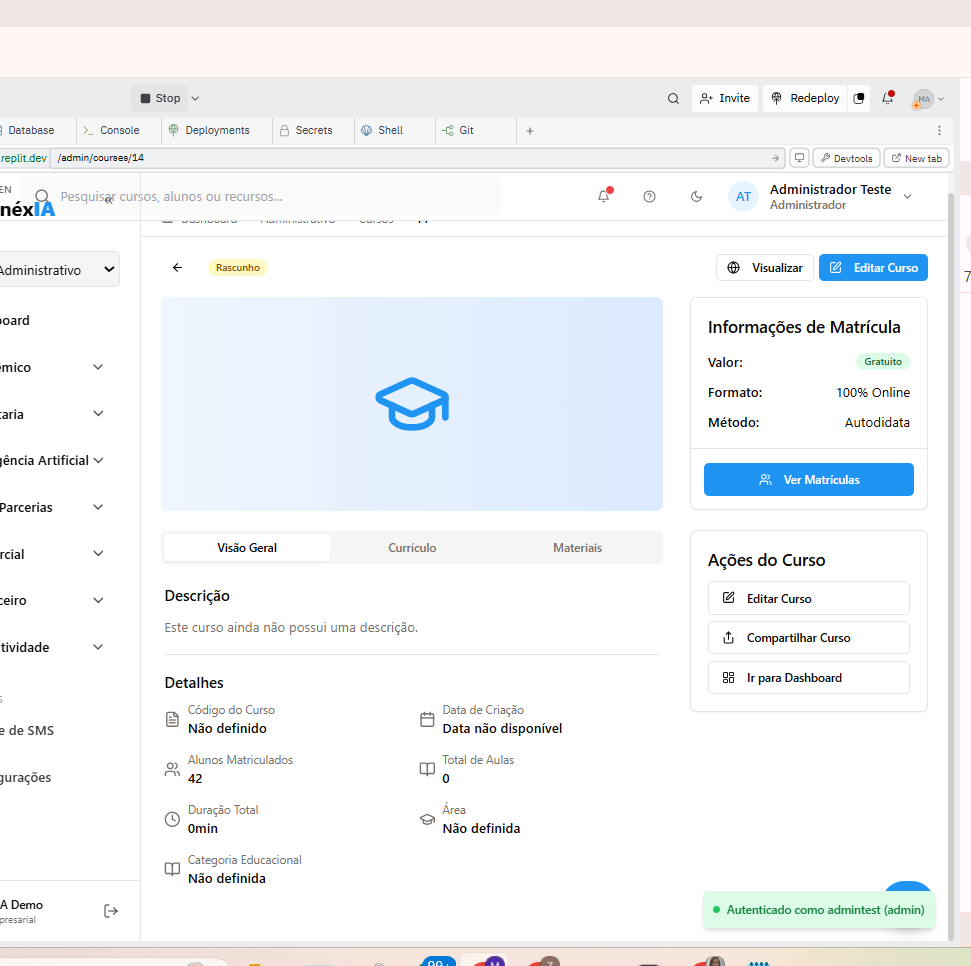 Stop
Invite
Redeploy
MA
Database
Console
Deployments
Secrets
Shell
Git
replit.dev
/admin/courses/14
Devtools
New tab
EN
néxIA
Pesquisar cursos, alunos ou recursos...
AT
Administrador Teste
Administrador
Dashboard
Administrativo
Cursos
Administrativo
Rascunho
Visualizar
Editar Curso
Informações de Matrícula
Valor:
Gratuito
Formato:
100% Online
Método:
Autodidata
Ver Matrículas
oard
êmico
taria
gência Artificial
Parcerias
rcial
ceiro
tividade
s
e de SMS
gurações
Visão Geral
Currículo
Materiais
Descrição
Este curso ainda não possui uma descrição.
Ações do Curso
Editar Curso
Compartilhar Curso
Ir para Dashboard
Detalhes
Código do Curso
Não definido
Data de Criação
Data não disponível
Alunos Matriculados
42
Total de Aulas
0
Duração Total
0min
Área
Não definida
Categoria Educacional
Não definida
A Demo
presarial
Autenticado como admintest (admin)
99+
M
7